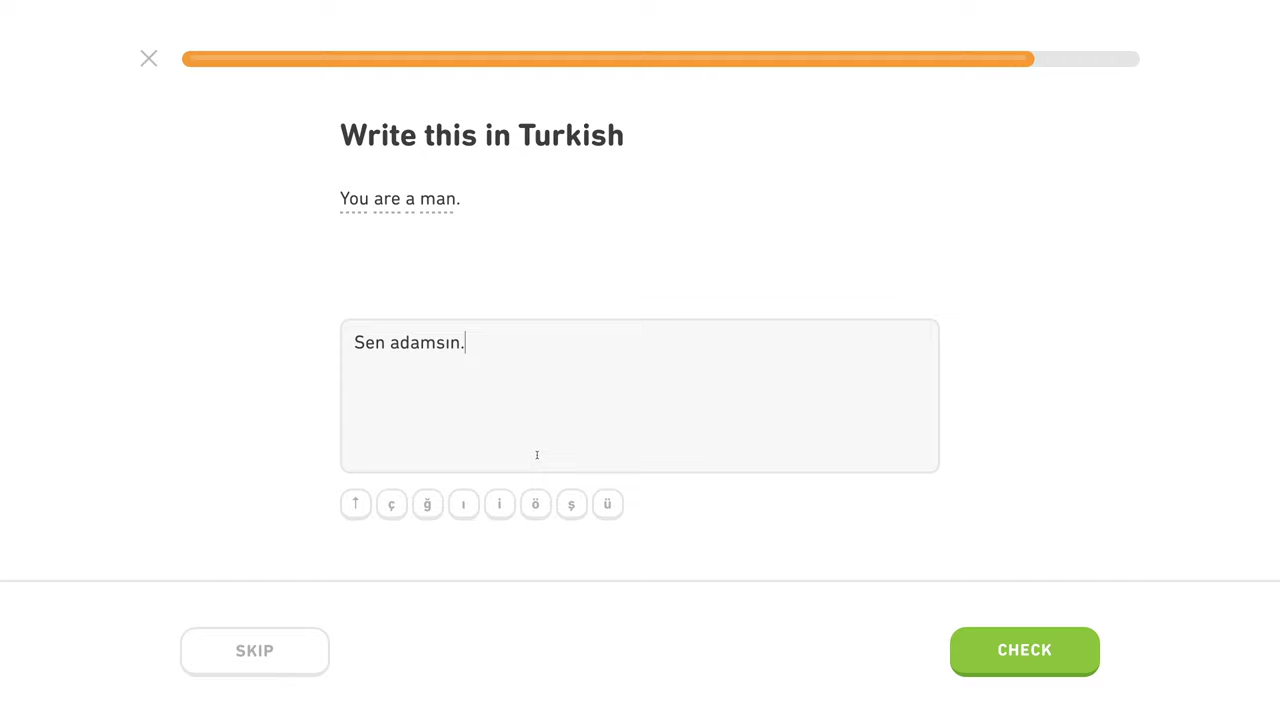 Write this in Turkish
You are a man.
Sen adamsın.
↑ ç ğ ı i ö ş ü
SKIP
CHECK